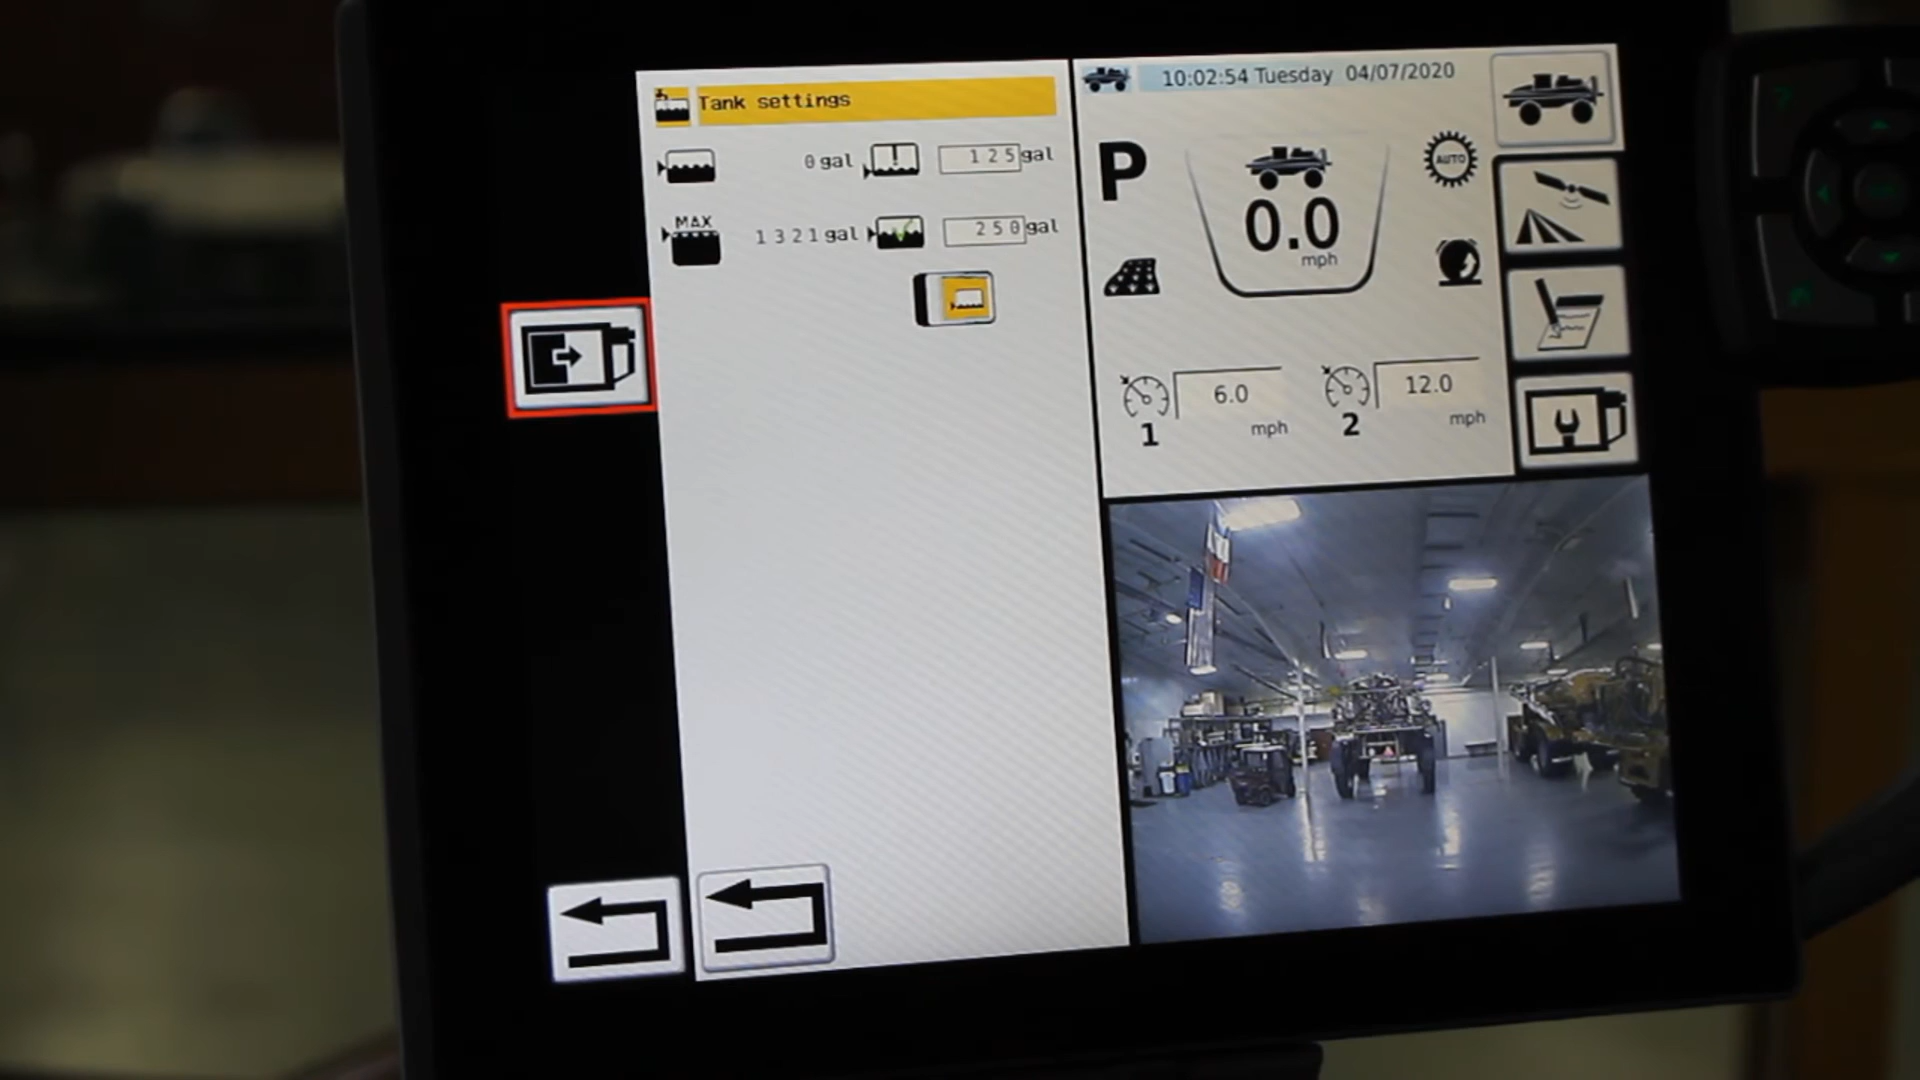 Tank settings
0 gal
125 gal
MAX
1321 gal
250 gal
10:02:54 Tuesday 04/07/2020
P
AUTO
0.0
mph
6.0
12.0
1
mph
2
mph